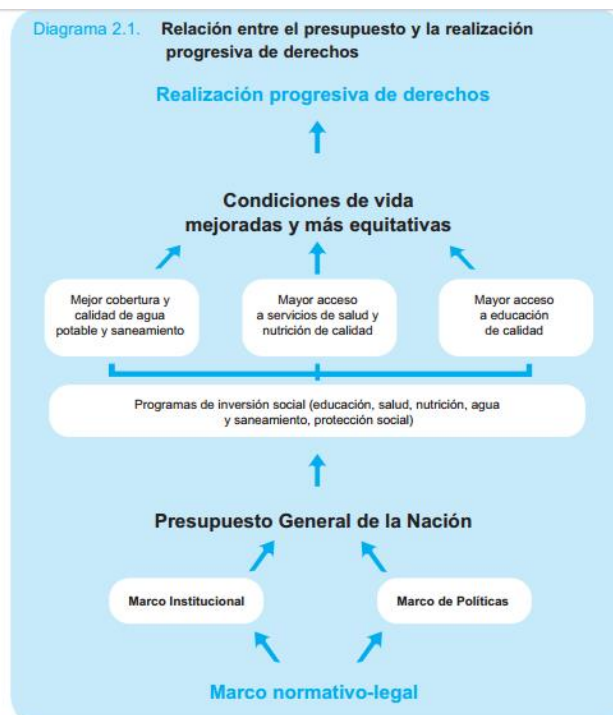 Diagrama 2.1. Relación entre el presupuesto y la realización
progresiva de derechos
Realización progresiva de derechos
Condiciones de vida
mejoradas y más equitativas
Mejor cobertura y
calidad de agua
potable y saneamiento
Mayor acceso
a servicios de salud y
nutrición de calidad
Mayor acceso
a educación
de calidad
Programas de inversión social (educación, salud, nutrición, agua
y saneamiento, protección social)
Presupuesto General de la Nación
Marco Institucional
Marco de Políticas
Marco normativo-legal